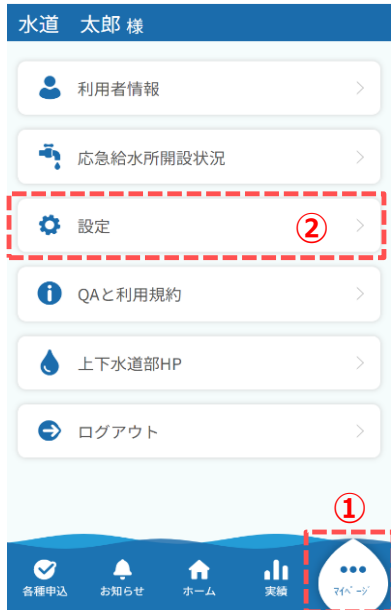 水道　太郎 様
利用者情報
応急給水所開設状況
設定
②
QAと利用規約
上下水道部HP
ログアウト
①
各種申込
お知らせ
ホーム
実績
ﾏｲﾍﾟｰｼﾞ